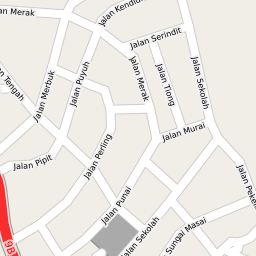 Jalan Kendidi
Jalan Merak
Jalan Serindit
Jalan Puyuh
Jalan Merak
Jalan Sekolah
Jalan Merbuk
Jalan Tiong
Tengah
Jalan Murai
Jalan Perling
Jalan Pipit
Jalan Punai
Jalan
Jalan Sekolah
Sungai Masai